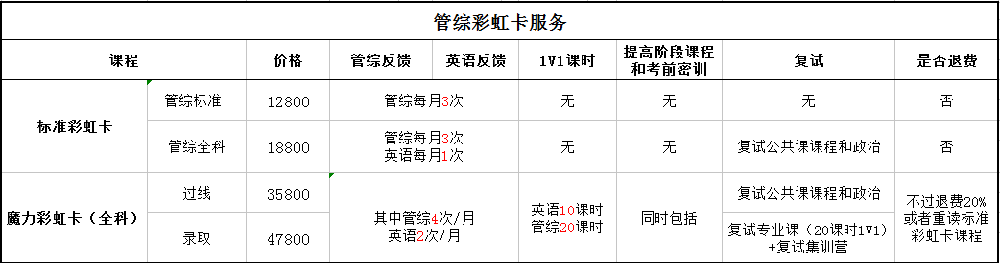 管综彩虹卡服务
课程 价格 管综反馈 英语反馈 1V1课时 提高阶段课程和考前密训 复试 是否退费
标准彩虹卡
管综标准 12800 管综每月3次 无 无 无 否
管综全科 18800 管综每月3次
英语每月1次 无 无 复试公共课课程和政治 否
魔力彩虹卡（全科）
过线 35800 其中管综4次/月
英语2次/月 英语10课时
管综20课时 同时包括 复试公共课课程和政治 不过退费20%
或者重读标准
彩虹卡课程
录取 47800 复试专业课（20课时1V1）
+复试集训营